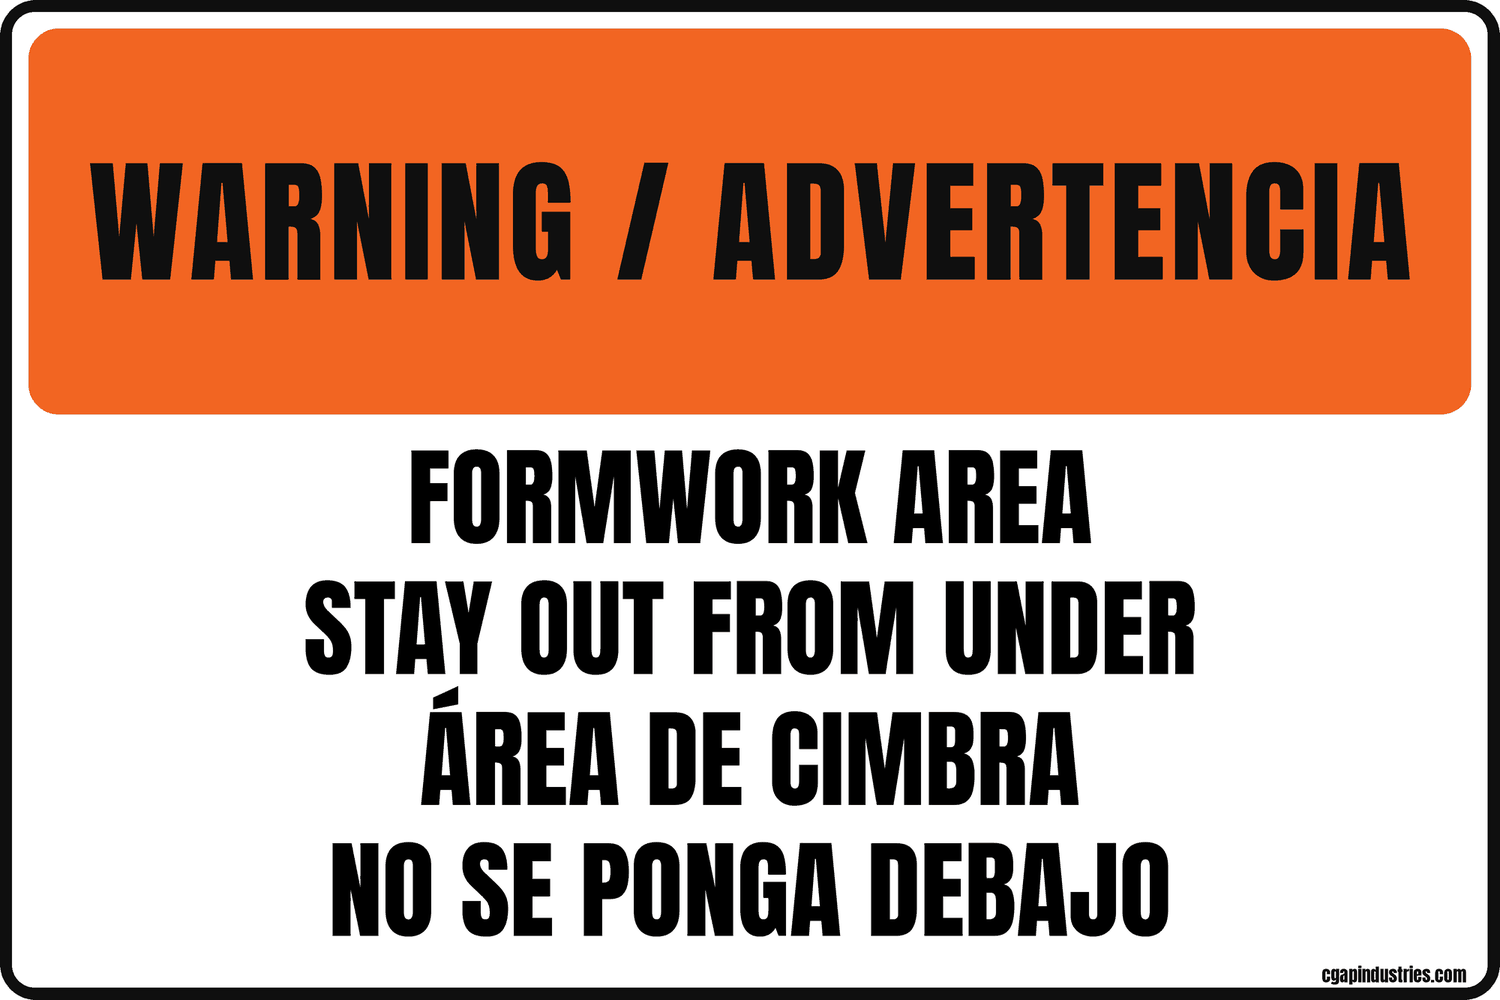 WARNING / ADVERTENCIA
FORMWORK AREA
STAY OUT FROM UNDER
ÁREA DE CIMBRA
NO SE PONGA DEBAJO
cgapindustries.com